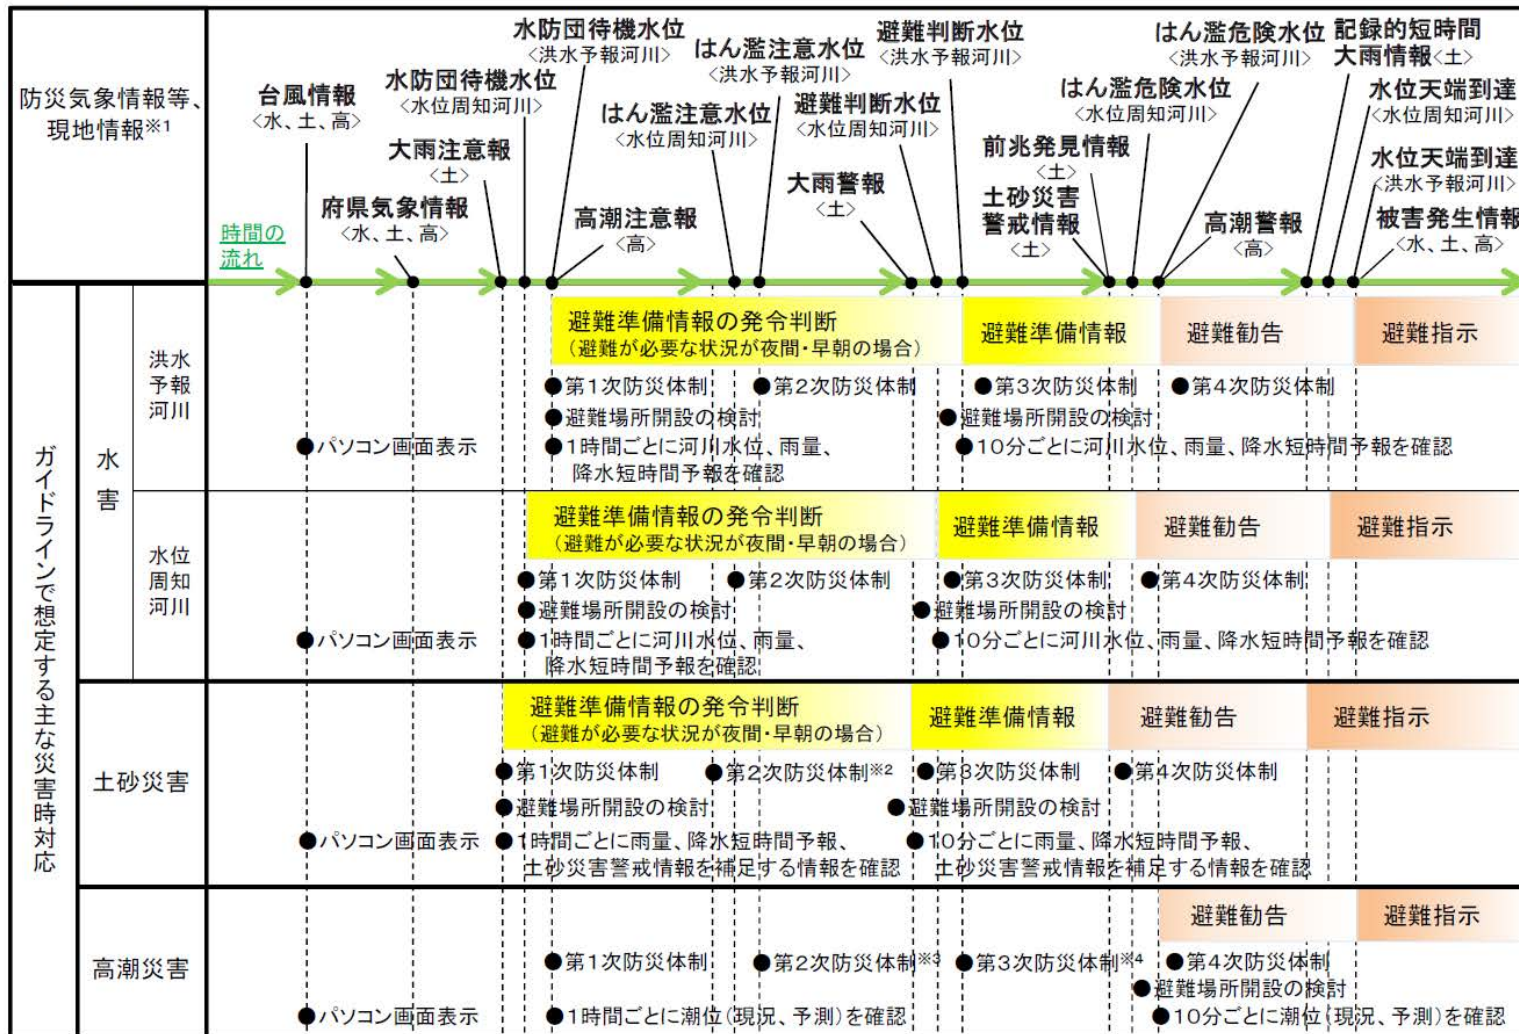 防災気象情報等、
現地情報※1
台風情報
<水、土、高>
府県気象情報
<水、土、高>
大雨注意報
<土>
水防団待機水位
<水位周知河川>
水防団待機水位
<洪水予報河川>
高潮注意報
<高>
はん濫注意水位
<水位周知河川>
はん濫注意水位
<洪水予報河川>
大雨警報
<土>
避難判断水位
<水位周知河川>
避難判断水位
<洪水予報河川>
前兆発見情報
<土>
土砂災害
警戒情報
<土>
はん濫危険水位
<水位周知河川>
はん濫危険水位
<洪水予報河川>
高潮警報
<高>
記録的短時間
大雨情報<土>
水位天端到達
<水位周知河川>
水位天端到達
<洪水予報河川>
被害発生情報
<水、土、高>
時間の
流れ
ガイドラインで想定する主な災害時対応
水害
洪水
予報
河川
避難準備情報の発令判断
(避難が必要な状況が夜間・早朝の場合)
避難準備情報
避難勧告
避難指示
●第1次防災体制
●第2次防災体制
●第3次防災体制
●第4次防災体制
●避難場所開設の検討
●避難場所開設の検討
●パソコン画面表示
●1時間ごとに河川水位、雨量、
降水短時間予報を確認
●10分ごとに河川水位、雨量、降水短時間予報を確認
水位
周知
河川
避難準備情報の発令判断
(避難が必要な状況が夜間・早朝の場合)
避難準備情報
避難勧告
避難指示
●第1次防災体制
●第2次防災体制
●第3次防災体制
●第4次防災体制
●避難場所開設の検討
●避難場所開設の検討
●パソコン画面表示
●1時間ごとに河川水位、雨量、
降水短時間予報を確認
●10分ごとに河川水位、雨量、降水短時間予報を確認
土砂災害
避難準備情報の発令判断
(避難が必要な状況が夜間・早朝の場合)
避難準備情報
避難勧告
避難指示
●第1次防災体制
●第2次防災体制※2
●第3次防災体制
●第4次防災体制
●避難場所開設の検討
●避難場所開設の検討
●パソコン画面表示
●1時間ごとに雨量、降水短時間予報、
土砂災害警戒情報を補足する情報を確認
●10分ごとに雨量、降水短時間予報、
土砂災害警戒情報を補足する情報を確認
高潮災害
避難勧告
避難指示
●第1次防災体制
●第2次防災体制※3
●第3次防災体制※4
●第4次防災体制
●避難場所開設の検討
●パソコン画面表示
●1時間ごとに潮位(現況、予測)を確認
●10分ごとに潮位(現況、予測)を確認